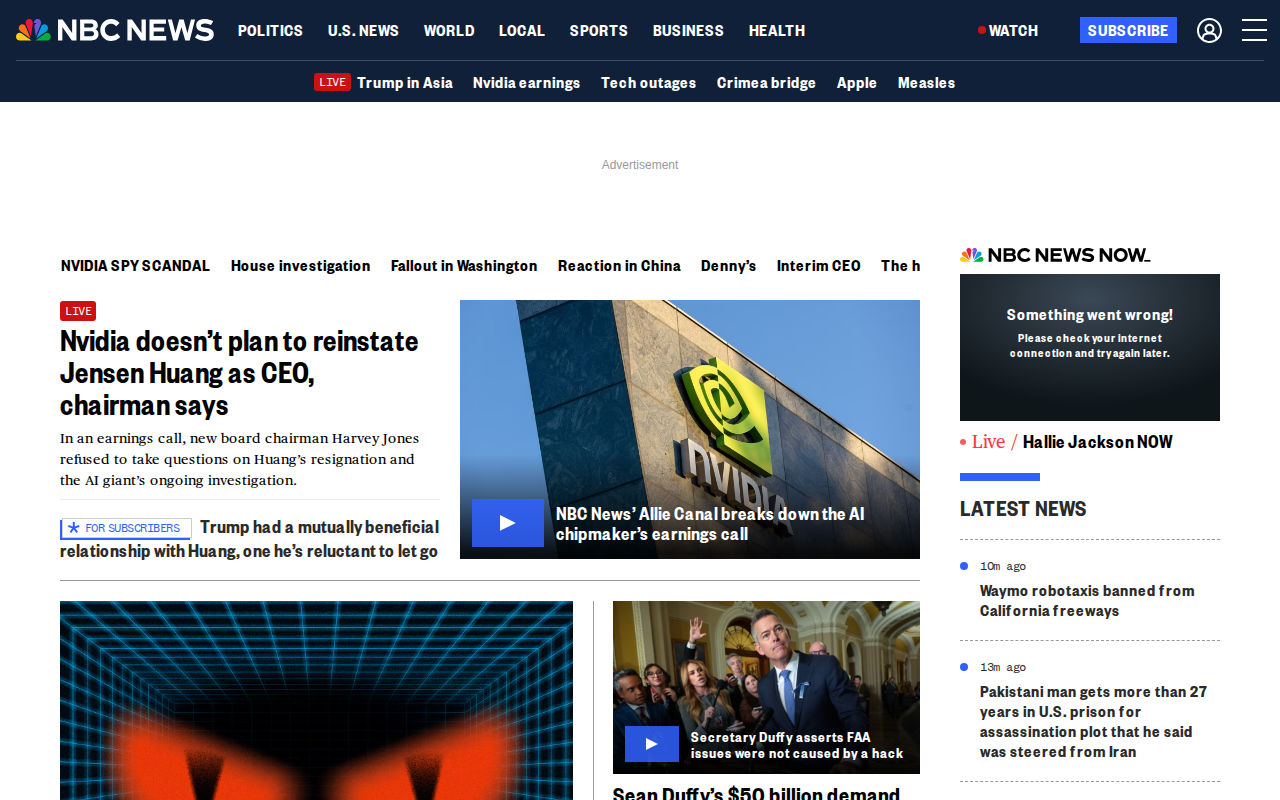 NBC NEWS
POLITICS
U.S. NEWS
WORLD
LOCAL
SPORTS
BUSINESS
HEALTH
WATCH
SUBSCRIBE
LIVE Trump in Asia
Nvidia earnings
Tech outages
Crimea bridge
Apple
Measles
Advertisement
NVIDIA SPY SCANDAL
House investigation
Fallout in Washington
Reaction in China
Denny's
Interim CEO
The h
LIVE
Nvidia doesn't plan to reinstate
Jensen Huang as CEO,
chairman says
In an earnings call, new board chairman Harvey Jones
refused to take questions on Huang's resignation and
the AI giant's ongoing investigation.
FOR SUBSCRIBERS Trump had a mutually beneficial
relationship with Huang, one he's reluctant to let go
NVIDIA
NBC News' Allie Canal breaks down the AI
chipmaker's earnings call
Secretary Duffy asserts FAA
issues were not caused by a hack
Sean Duffy's $50 billion demand
NBC NEWS NOW_
Something went wrong!
Please check your Internet
connection and try again later.
Live / Hallie Jackson NOW
LATEST NEWS
10m ago
Waymo robotaxis banned from
California freeways
13m ago
Pakistani man gets more than 27
years in U.S. prison for
assassination plot that he said
was steered from Iran